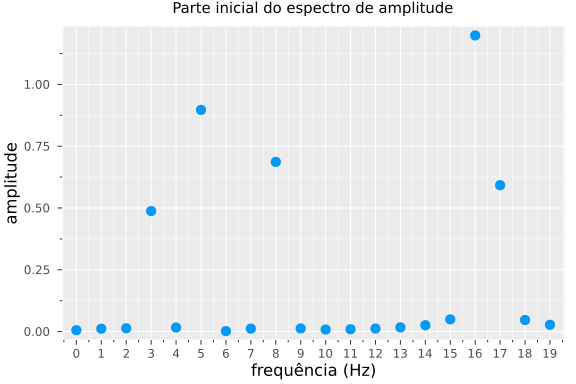 Parte inicial do espectro de amplitude
amplitude
1.00
0.75
0.50
0.25
0.00
0 1 2 3 4 5 6 7 8 9 10 11 12 13 14 15 16 17 18 19
frequência (Hz)